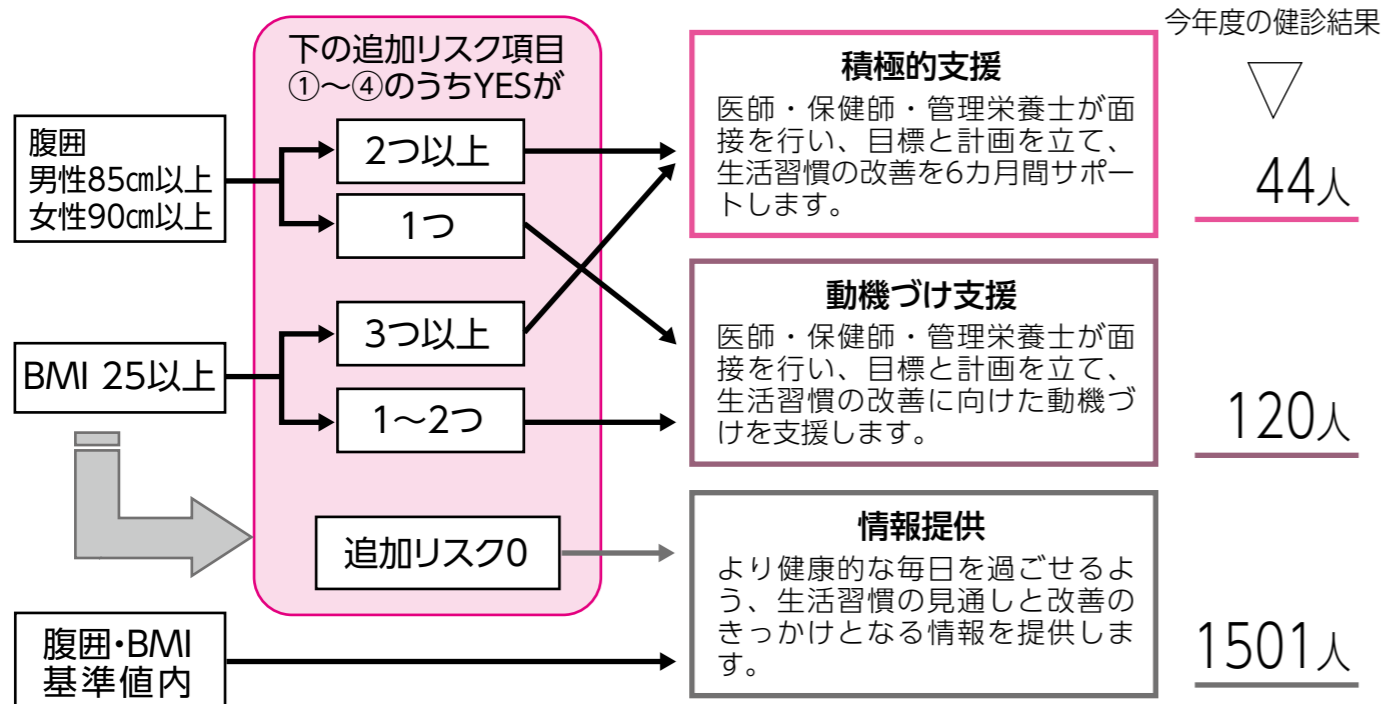 今年度の健診結果
下の追加リスク項目
①〜④のうちYESが
腹囲
男性85㎝以上
女性90㎝以上
2つ以上
1つ
積極的支援
医師・保健師・管理栄養士が面
接を行い、目標と計画を立て、
生活習慣の改善を6カ月間サポー
トします。
44人
BMI 25以上
3つ以上
1〜2つ
動機づけ支援
医師・保健師・管理栄養士が面
接を行い、目標と計画を立て、
生活習慣の改善に向けた動機づ
けを支援します。
120人
追加リスク0
腹囲・BMI
基準値内
情報提供
より健康的な毎日を過ごせるよ
う、生活習慣の見通しと改善の
きっかけとなる情報を提供しま
す。
1501人